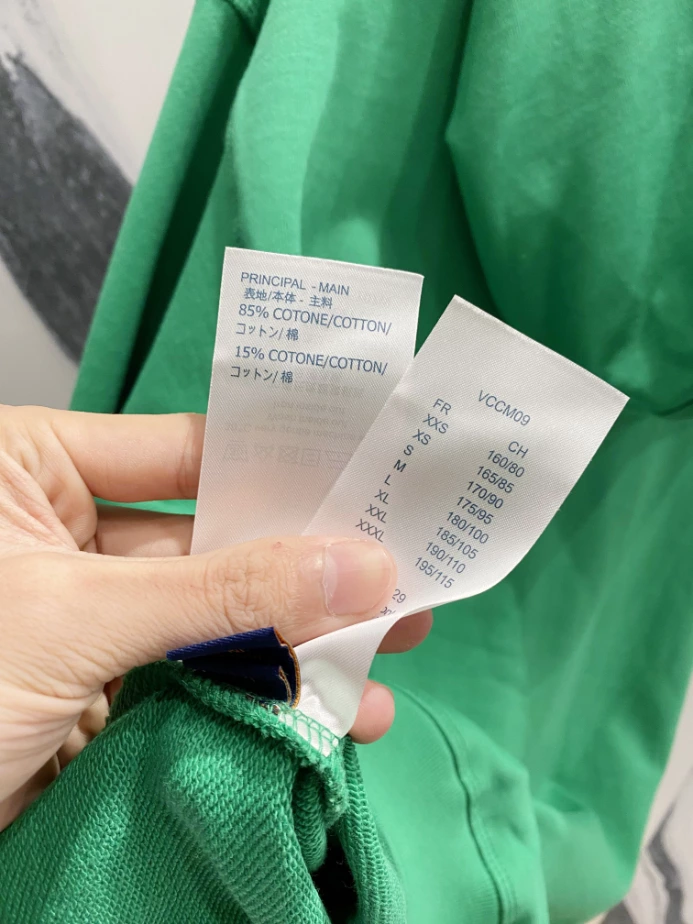 PRINCIPAL - MAIN
表地/本体 - 主料
85% COTONE/COTTON/
コットン/ 棉
15% COTONE/COTTON/
コットン/ 棉
VCCM09
FR CH
XXS 160/80
XS 165/85
S 170/90
M 175/95
L 180/100
XL 185/105
XXL 190/110
XXXL 195/115
29